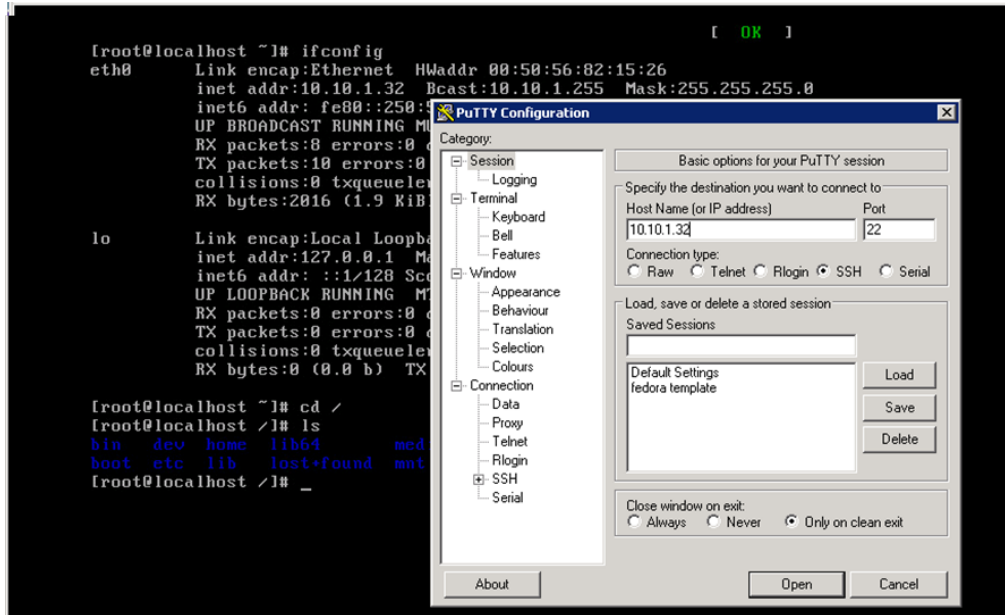 [ OK ]
[root@localhost ~]# ifconfig
eth0 Link encap:Ethernet HWaddr 00:50:56:82:15:26
inet addr:10.10.1.32 Bcast:10.10.1.255 Mask:255.255.255.0
inet6 addr: fe80::250:
UP BROADCAST RUNNING
RX packets:8 errors:0
TX packets:10 errors:0
collisions:0
RX bytes:2016 (1.9 KiB
lo Link encap:Local
inet addr:127.0.0.1
inet6 addr: ::1/128
UP LOOPBACK RUNNING
RX packets:0 errors:0
TX packets:0 errors:0
collisions:0
RX bytes:0 (0.0 b) TX
[root@localhost ~]# cd /
[root@localhost /]# ls
bin dev home lib64 med
boot etc lib lost+found mnt
[root@localhost /]# _
PuTTY Configuration
Category:
Session
Logging
Terminal
Keyboard
Bell
Features
Window
Appearance
Behaviour
Translation
Selection
Colours
Connection
Data
Proxy
Telnet
Rlogin
SSH
Serial
Basic options for your PuTTY session
Specify the destination you want to connect to
Host Name (or IP address) Port
10.10.1.32 22
Connection type:
Raw Telnet Rlogin SSH Serial
Load, save or delete a stored session
Saved Sessions
Default Settings
fedora template
Load
Save
Delete
Close window on exit:
Always Never Only on clean exit
About Open Cancel